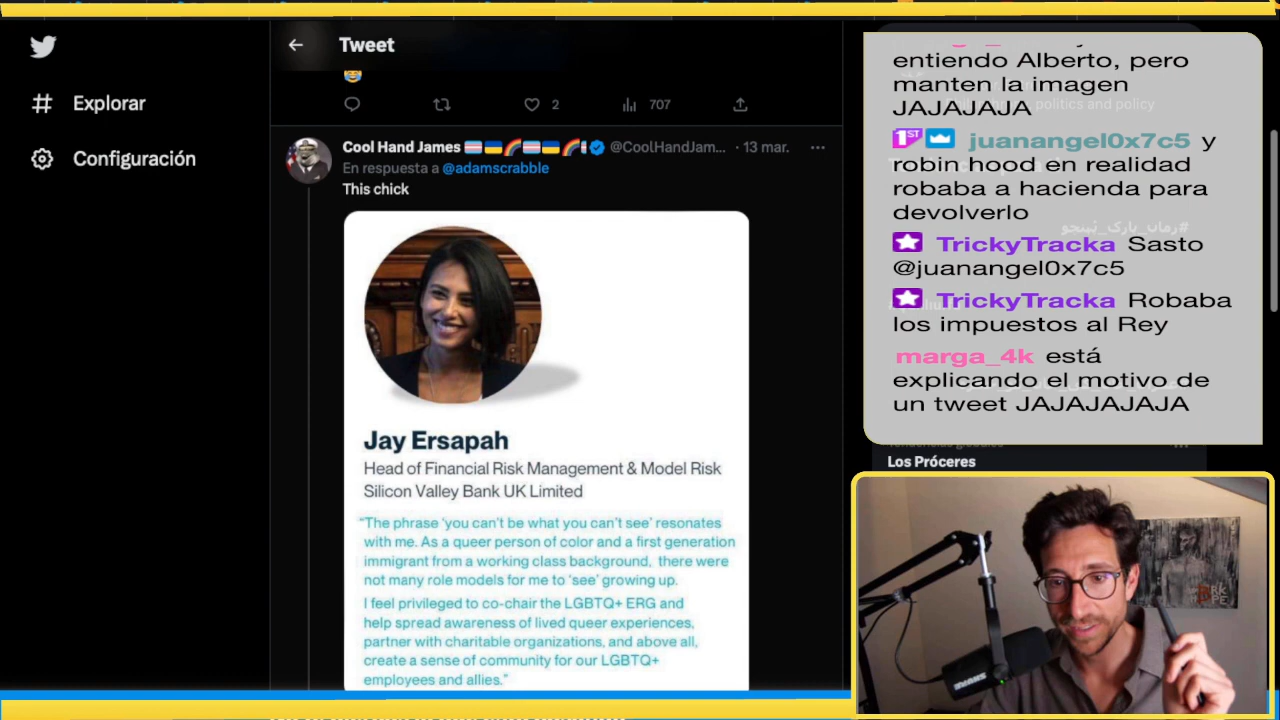 Tweet
Explorar
Configuración
2
707
Cool Hand James @CoolHandJam... · 13 mar.
En respuesta a @adamscrabble
This chick
Jay Ersapah
Head of Financial Risk Management & Model Risk
Silicon Valley Bank UK Limited
“The phrase ‘you can’t be what you can’t see’ resonates
with me. As a queer person of color and a first generation
immigrant from a working class background, there were
not many role models for me to ‘see’ growing up.
I feel privileged to co-chair the LGBTQ+ ERG and
help spread awareness of lived queer experiences,
partner with charitable organizations, and above all,
create a sense of community for our LGBTQ+
employees and allies.”
entiendo Alberto, pero
manten la imagen
JAJAJAJA
politics and policy
1ST juanangel0x7c5 y
robin hood en realidad
robaba a hacienda para
devolverlo
TrickyTracka Sasto
@juanangel0x7c5
TrickyTracka Robaba
los impuestos al Rey
marga_4k está
explicando el motivo de
un tweet JAJAJAJAJA
Los Próceres
SHURE